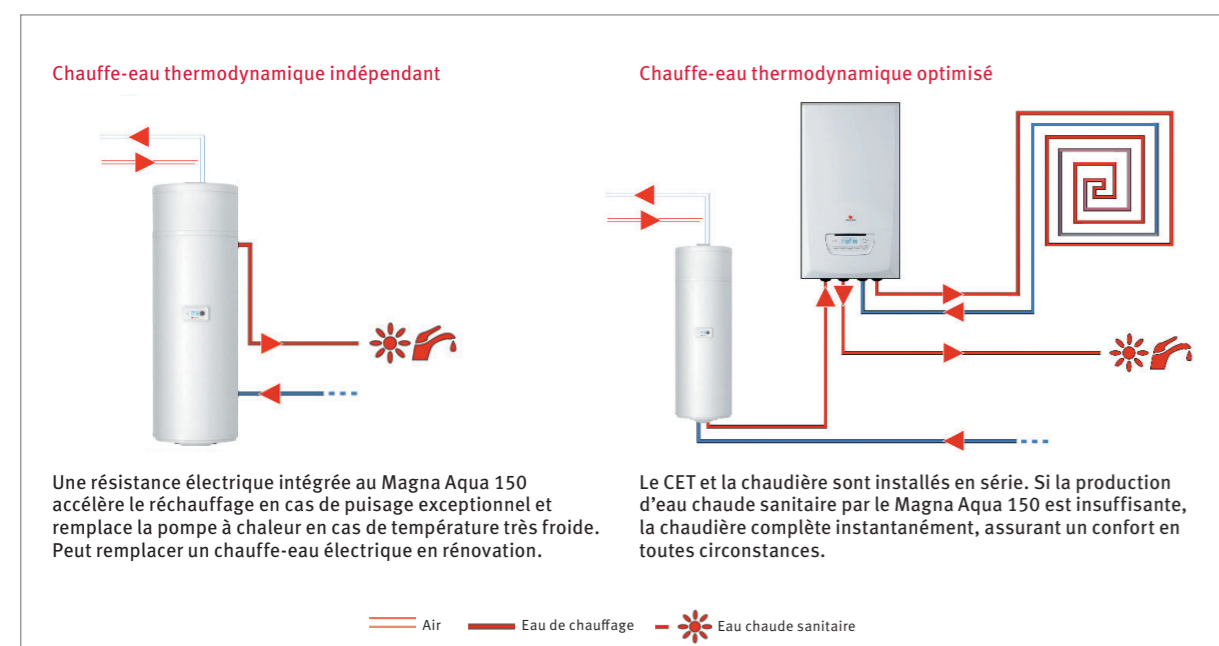 Chauffe-eau thermodynamique indépendant
Une résistance électrique intégrée au Magna Aqua 150
accélère le réchauffage en cas de puisage exceptionnel et
remplace la pompe à chaleur en cas de température très froide.
Peut remplacer un chauffe-eau électrique en rénovation.
Chauffe-eau thermodynamique optimisé
Le CET et la chaudière sont installés en série. Si la production
d'eau chaude sanitaire par le Magna Aqua 150 est insuffisante,
la chaudière complète instantanément, assurant un confort en
toutes circonstances.
Air
Eau de chauffage
Eau chaude sanitaire